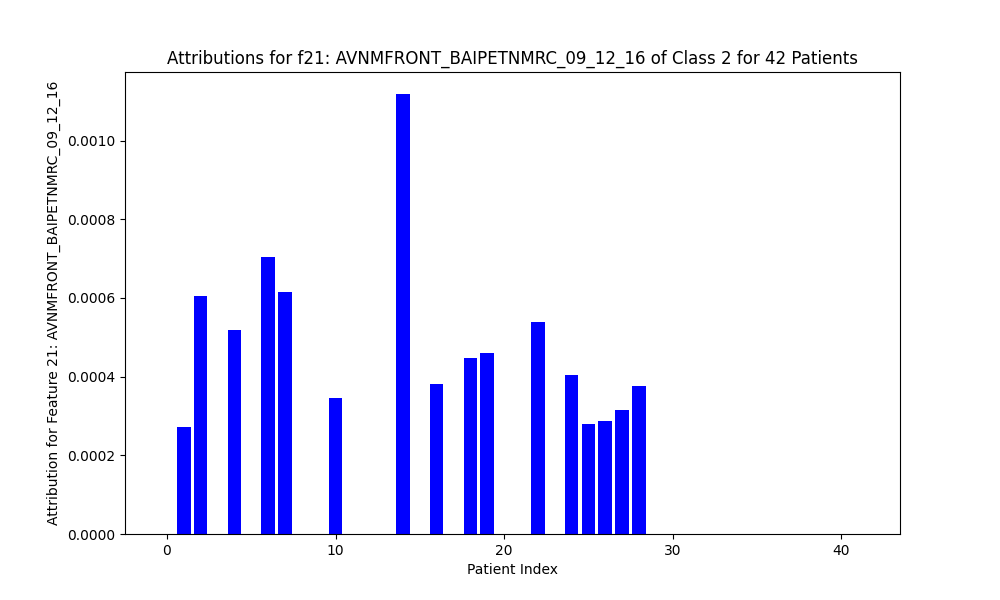 Attributions for f21: AVNMFRONT_BAIPETNMRC_09_12_16 of Class 2 for 42 Patients
Attribution for Feature 21: AVNMFRONT_BAIPETNMRC_09_12_16
0.0010
0.0008
0.0006
0.0004
0.0002
0.0000
0 10 20 30 40
Patient Index